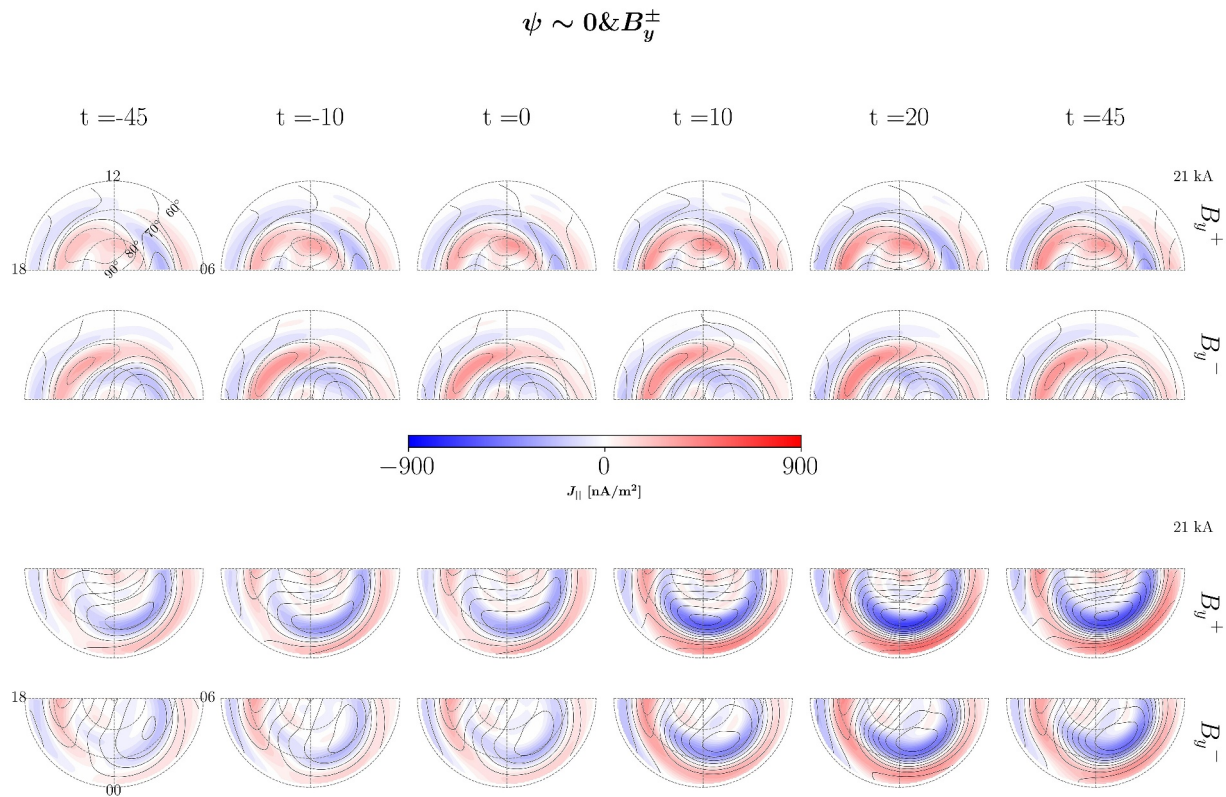 ψ ∼ 0&B_y^±
t =-45 t =-10 t =0 t =10 t =20 t =45
12
60°
70°
80°
90°
18 06
21 kA
B_y^+
B_y^−
−900 0 900
J_|| [nA/m²]
21 kA
B_y^+
18 06
B_y^−
00